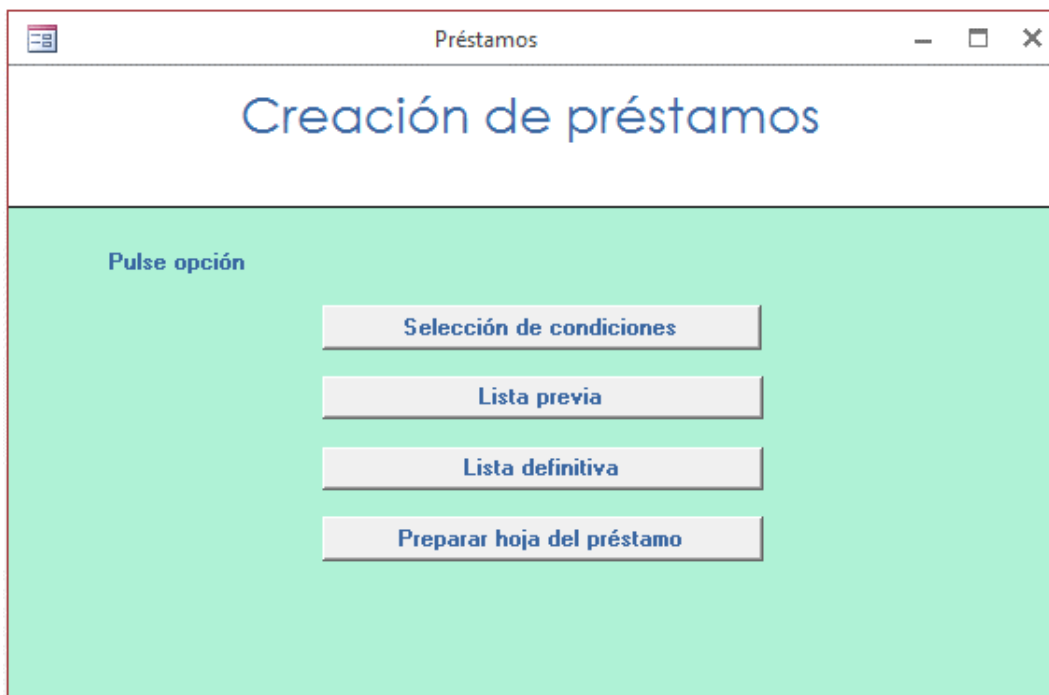 Préstamos
Creación de préstamos
Pulse opción
Selección de condiciones
Lista previa
Lista definitiva
Preparar hoja del préstamo